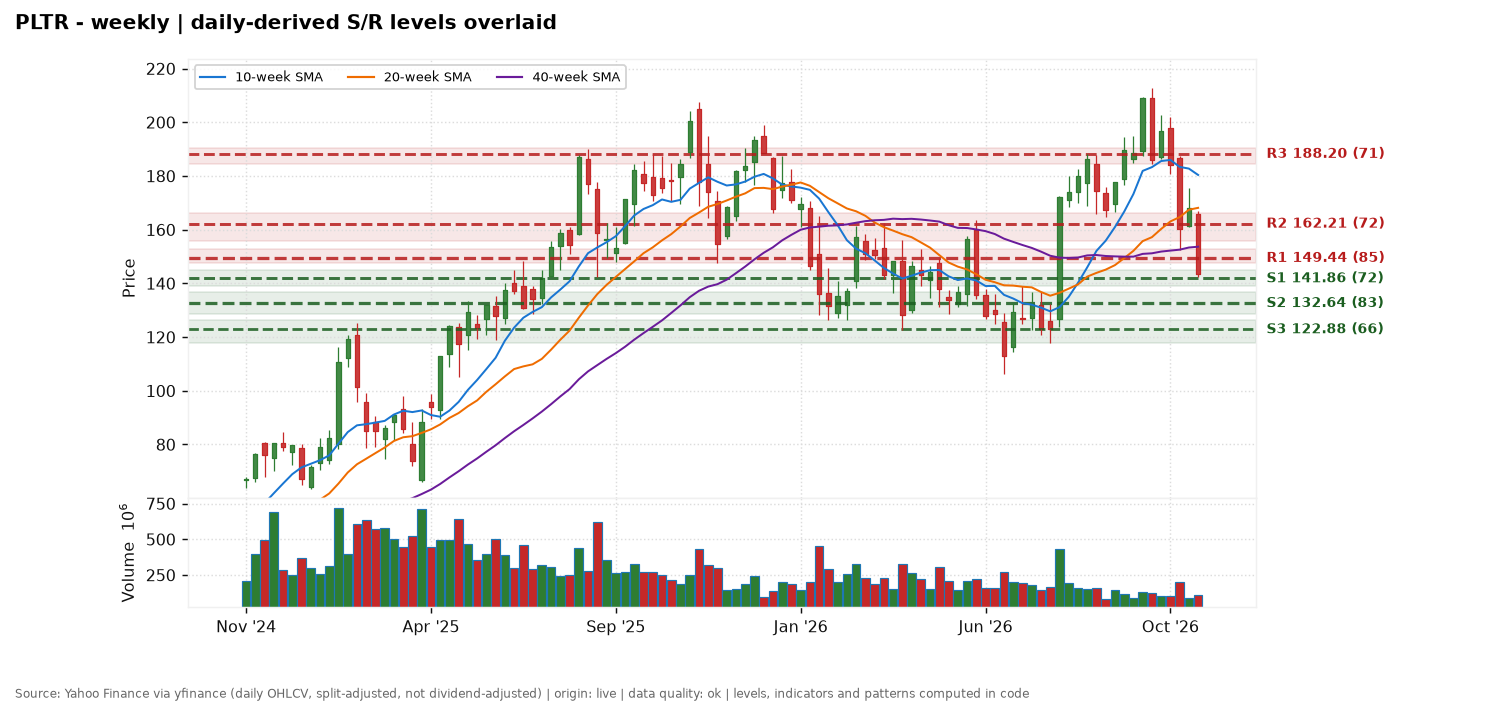 PLTR - weekly | daily-derived S/R levels overlaid
10-week SMA 20-week SMA 40-week SMA
220
200
180
160
140
120
100
80
Price
R3 188.20 (71)
R2 162.21 (72)
R1 149.44 (85)
S1 141.86 (72)
S2 132.64 (83)
S3 122.88 (66)
750
500
250
Volume 10⁶
Nov '24 Apr '25 Sep '25 Jan '26 Jun '26 Oct '26
Source: Yahoo Finance via yfinance (daily OHLCV, split-adjusted, not dividend-adjusted) | origin: live | data quality: ok | levels, indicators and patterns computed in code